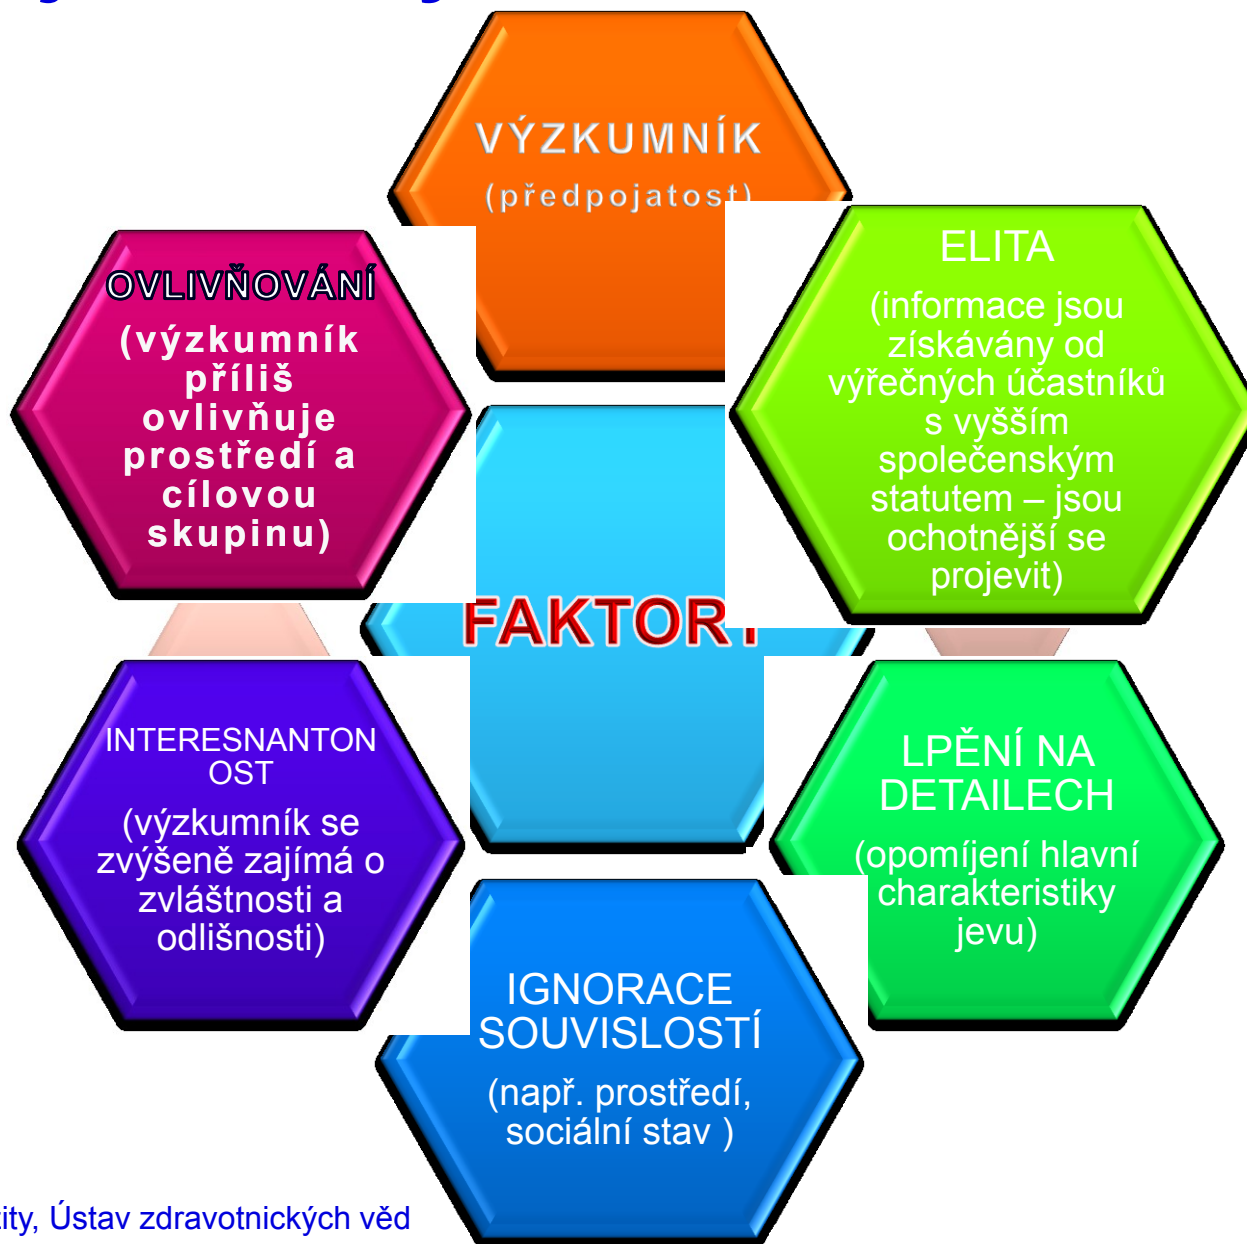 VÝZKUMNÍK
(předpojatost)
ELITA
(informace jsou
získávány od
výřečných účastníků
s vyšším
společenským
statutem – jsou
ochotnější se
projevit)
OVLIVŇOVÁNÍ
(výzkumník
příliš
ovlivňuje
prostředí a
cílovou
skupinu)
FAKTORY
INTERESNANTON
OST
(výzkumník se
zvýšeně zajímá o
zvláštnosti a
odlišnosti)
LPĚNÍ NA
DETAILECH
(opomíjení hlavní
charakteristiky
jevu)
IGNORACE
SOUVISLOSTÍ
(např. prostředí,
sociální stav )
ity, Ústav zdravotnických věd